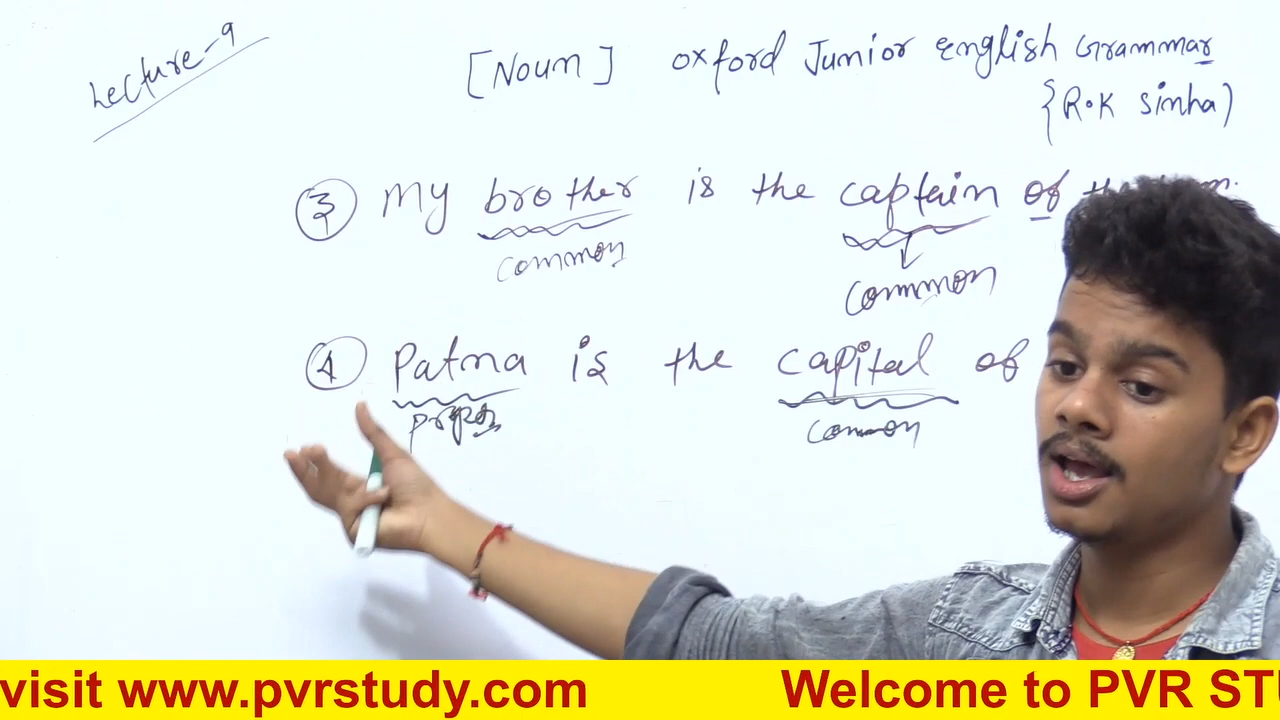 Lecture-9
[Noun] Oxford Junior English Grammar
{R.K Sinha)
③ My brother is the captain of
common
common
④ Patna is the capital of
proper
common
visit www.pvrstudy.com Welcome to PVR ST